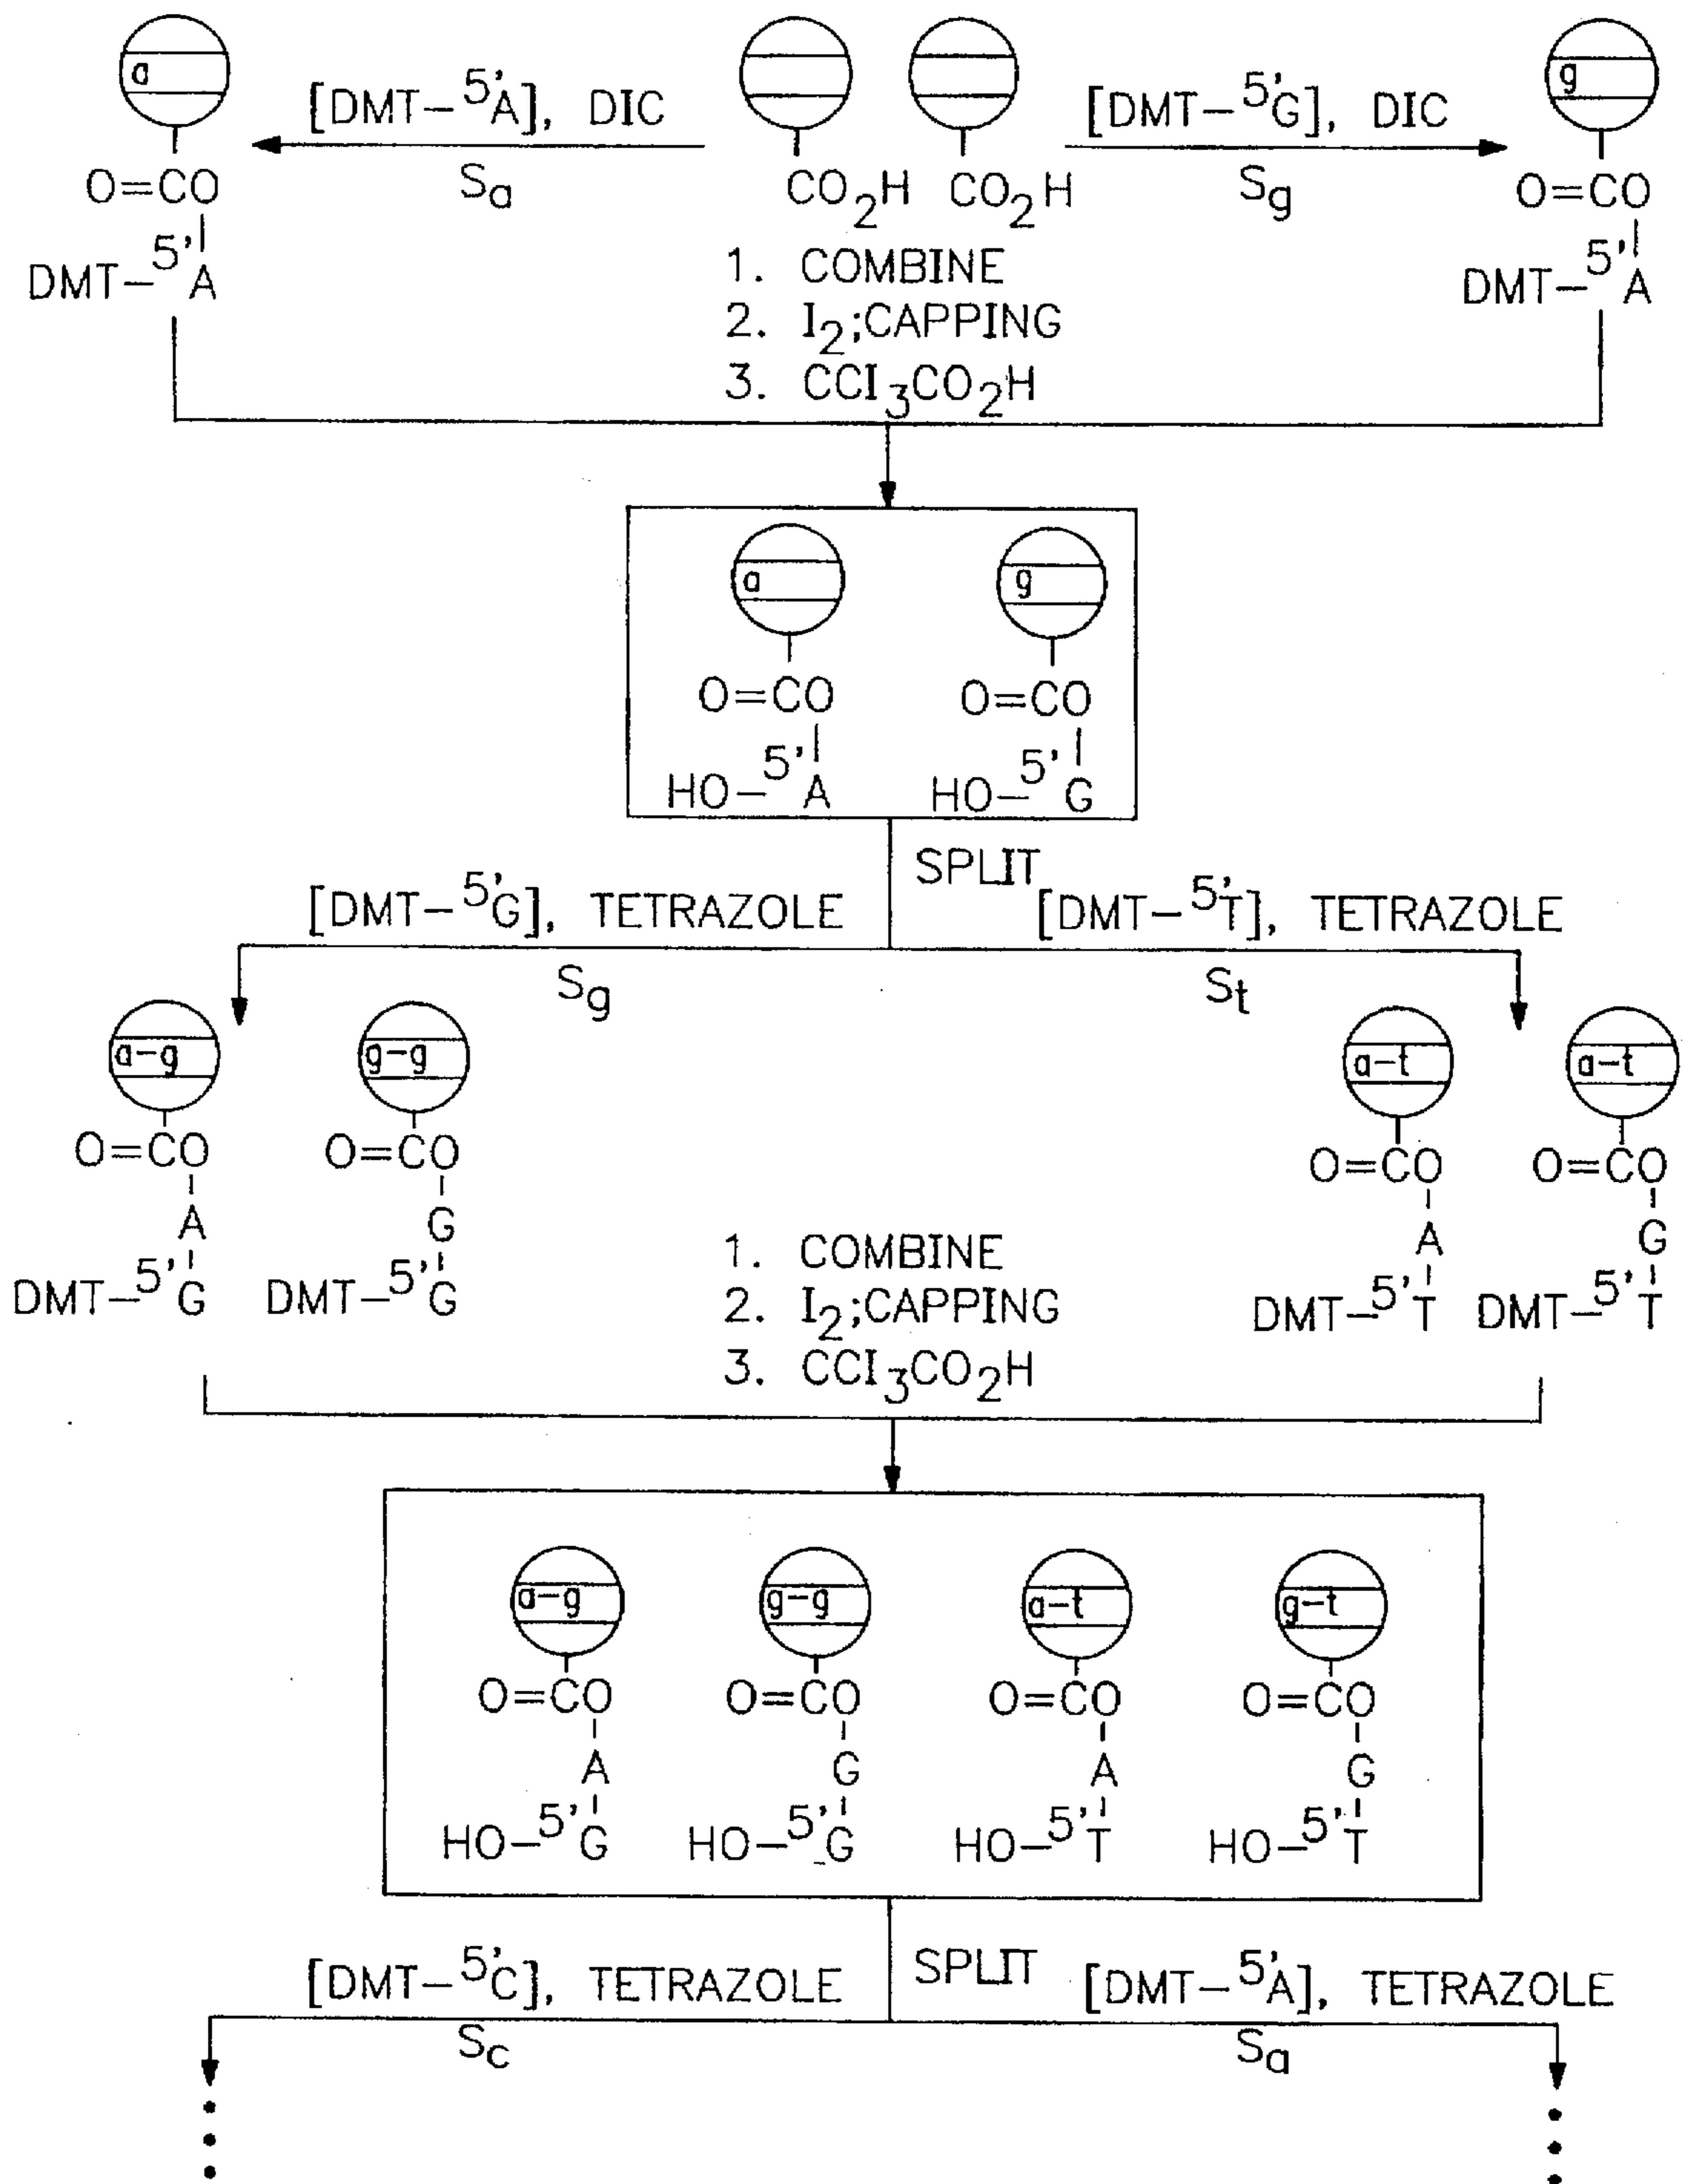 a
g
[DMT-5'A], DIC
[DMT-5'G], DIC
Sa
Sg
O=CO
CO2H CO2H
O=CO
DMT-5'A
DMT-5'A
1. COMBINE
2. I2;CAPPING
3. CCI3CO2H
a g
O=CO O=CO
HO-5'A HO-5'G
SPLIT
[DMT-5'G], TETRAZOLE [DMT-5'T], TETRAZOLE
Sg St
a-g g-g a-t a-t
O=CO O=CO O=CO O=CO
A G A G
DMT-5'G DMT-5'G DMT-5'T DMT-5'T
1. COMBINE
2. I2;CAPPING
3. CCI3CO2H
a-g g-g a-t g-t
O=CO O=CO O=CO O=CO
A G A G
HO-5'G HO-5'G HO-5'T HO-5'T
[DMT-5'C], TETRAZOLE SPLIT [DMT-5'A], TETRAZOLE
Sc Sa